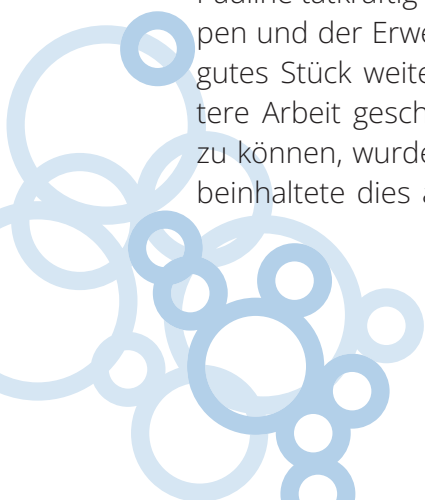 pen und der Erwe
gutes Stück weite
tere Arbeit gesch
zu können, wurde
beinhaltete dies a